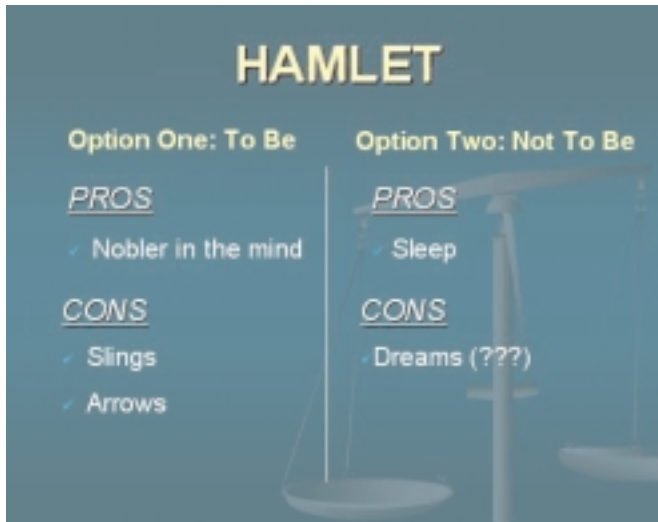 HAMLET
Option One: To Be
PROS
Nobler in the mind
CONS
Slings
Arrows
Option Two: Not To Be
PROS
Sleep
CONS
Dreams (???)